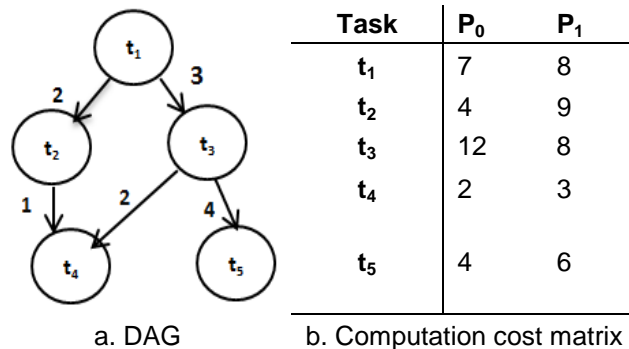 t1
2
3
t2
t3
1
2
4
t4
t5
a. DAG
Task P0 P1
t1 7 8
t2 4 9
t3 12 8
t4 2 3
t5 4 6
b. Computation cost matrix